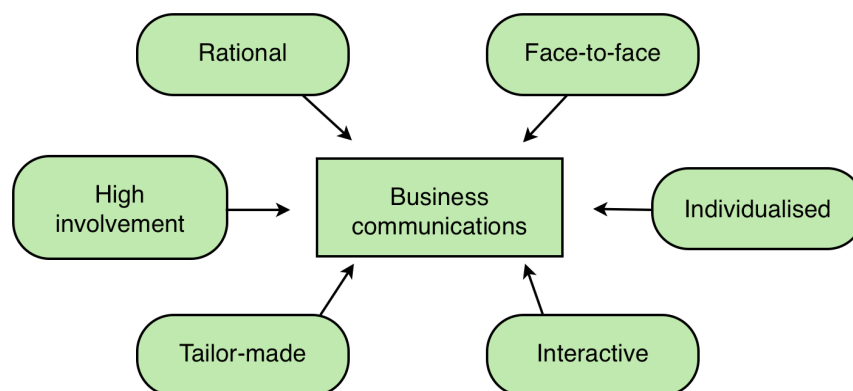 Rational
Face-to-face
High
involvement
Business
communications
Individualised
Tailor-made
Interactive